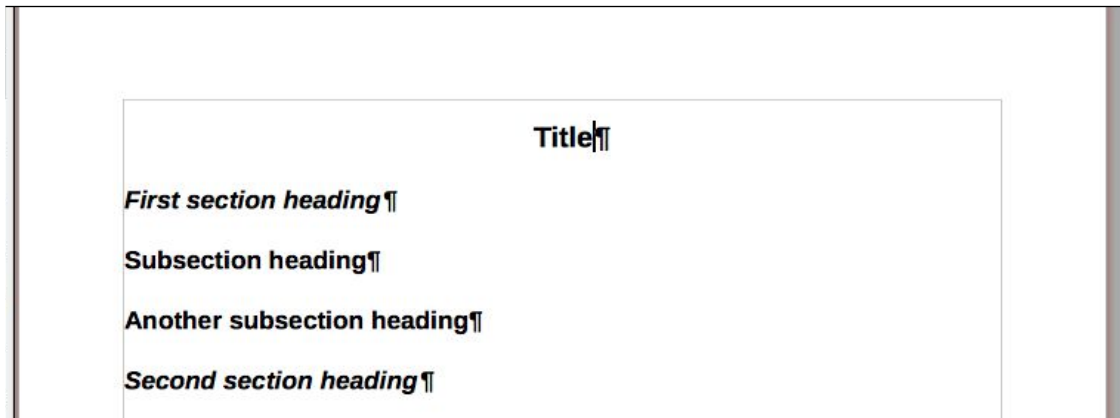 Title¶
First section heading¶
Subsection heading¶
Another subsection heading¶
Second section heading¶